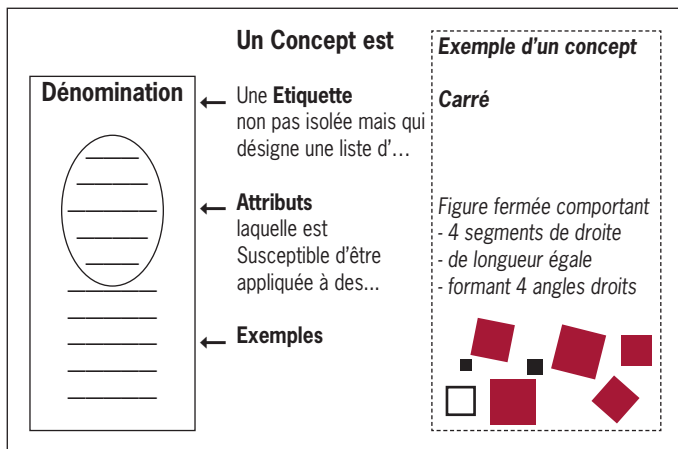 Un Concept est
Dénomination
Une Etiquette
non pas isolée mais qui
désigne une liste d'...
Attributs
laquelle est
Susceptible d'être
appliquée à des...
Exemples
Exemple d'un concept
Carré
Figure fermée comportant
- 4 segments de droite
- de longueur égale
- formant 4 angles droits